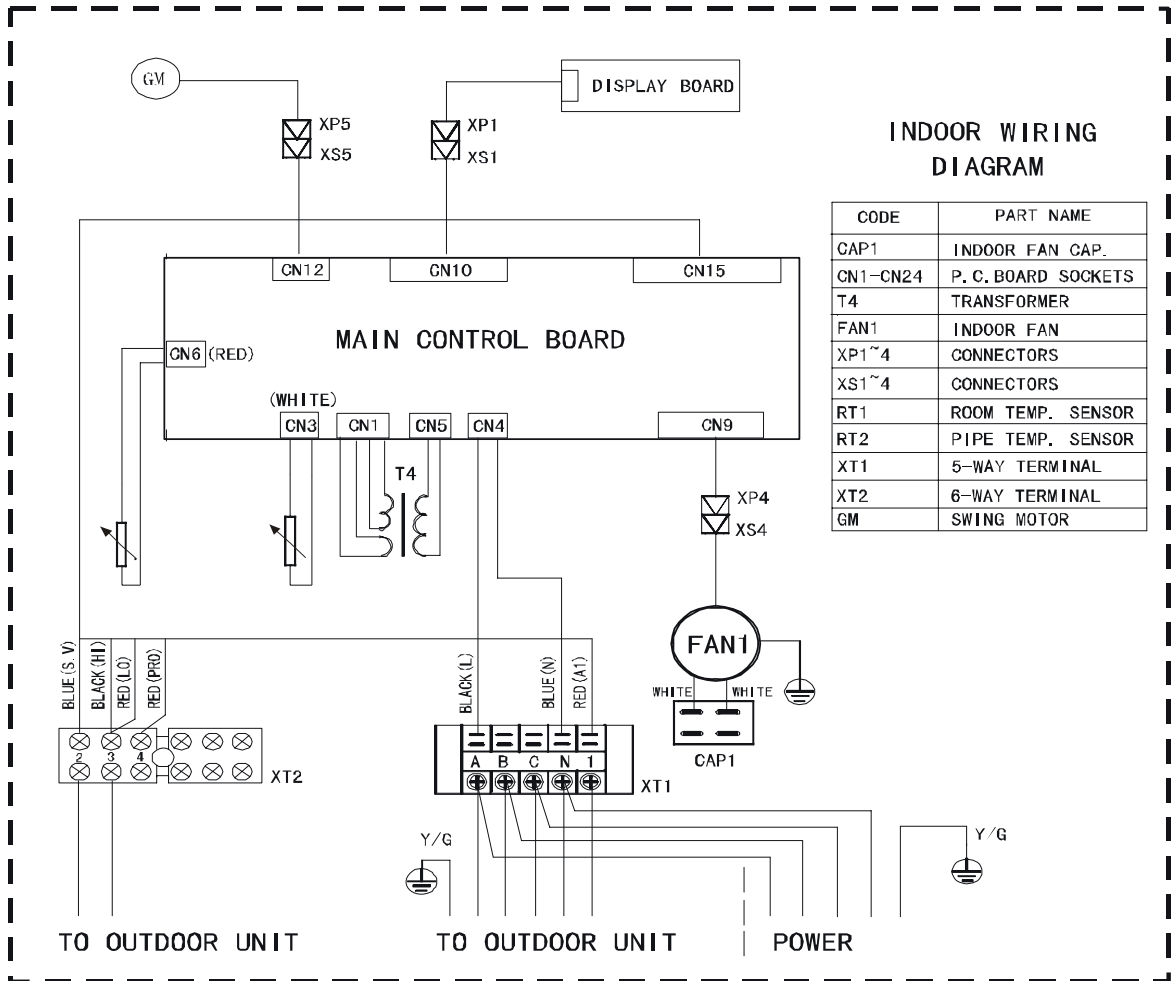 GM
DISPLAY BOARD
XP5
XS5
XP1
XS1
INDOOR WIRING
DIAGRAM
CODE PART NAME
CAP1 INDOOR FAN CAP.
CN1-CN24 P.C.BOARD SOCKETS
T4 TRANSFORMER
FAN1 INDOOR FAN
XP1~4 CONNECTORS
XS1~4 CONNECTORS
RT1 ROOM TEMP. SENSOR
RT2 PIPE TEMP. SENSOR
XT1 5-WAY TERMINAL
XT2 6-WAY TERMINAL
GM SWING MOTOR
CN12 CN10 CN15
MAIN CONTROL BOARD
CN6 (RED)
(WHITE)
CN3 CN1 CN5 CN4 CN9
T4
XP4
XS4
FAN1
WHITE WHITE
CAP1
BLUE(S.V)
BLACK(HI)
RED(LO)
RED(PRO)
BLACK(L)
BLUE(N)
RED(A1)
2 3 4
XT2
A B C N 1
XT1
Y/G
Y/G
TO OUTDOOR UNIT TO OUTDOOR UNIT POWER